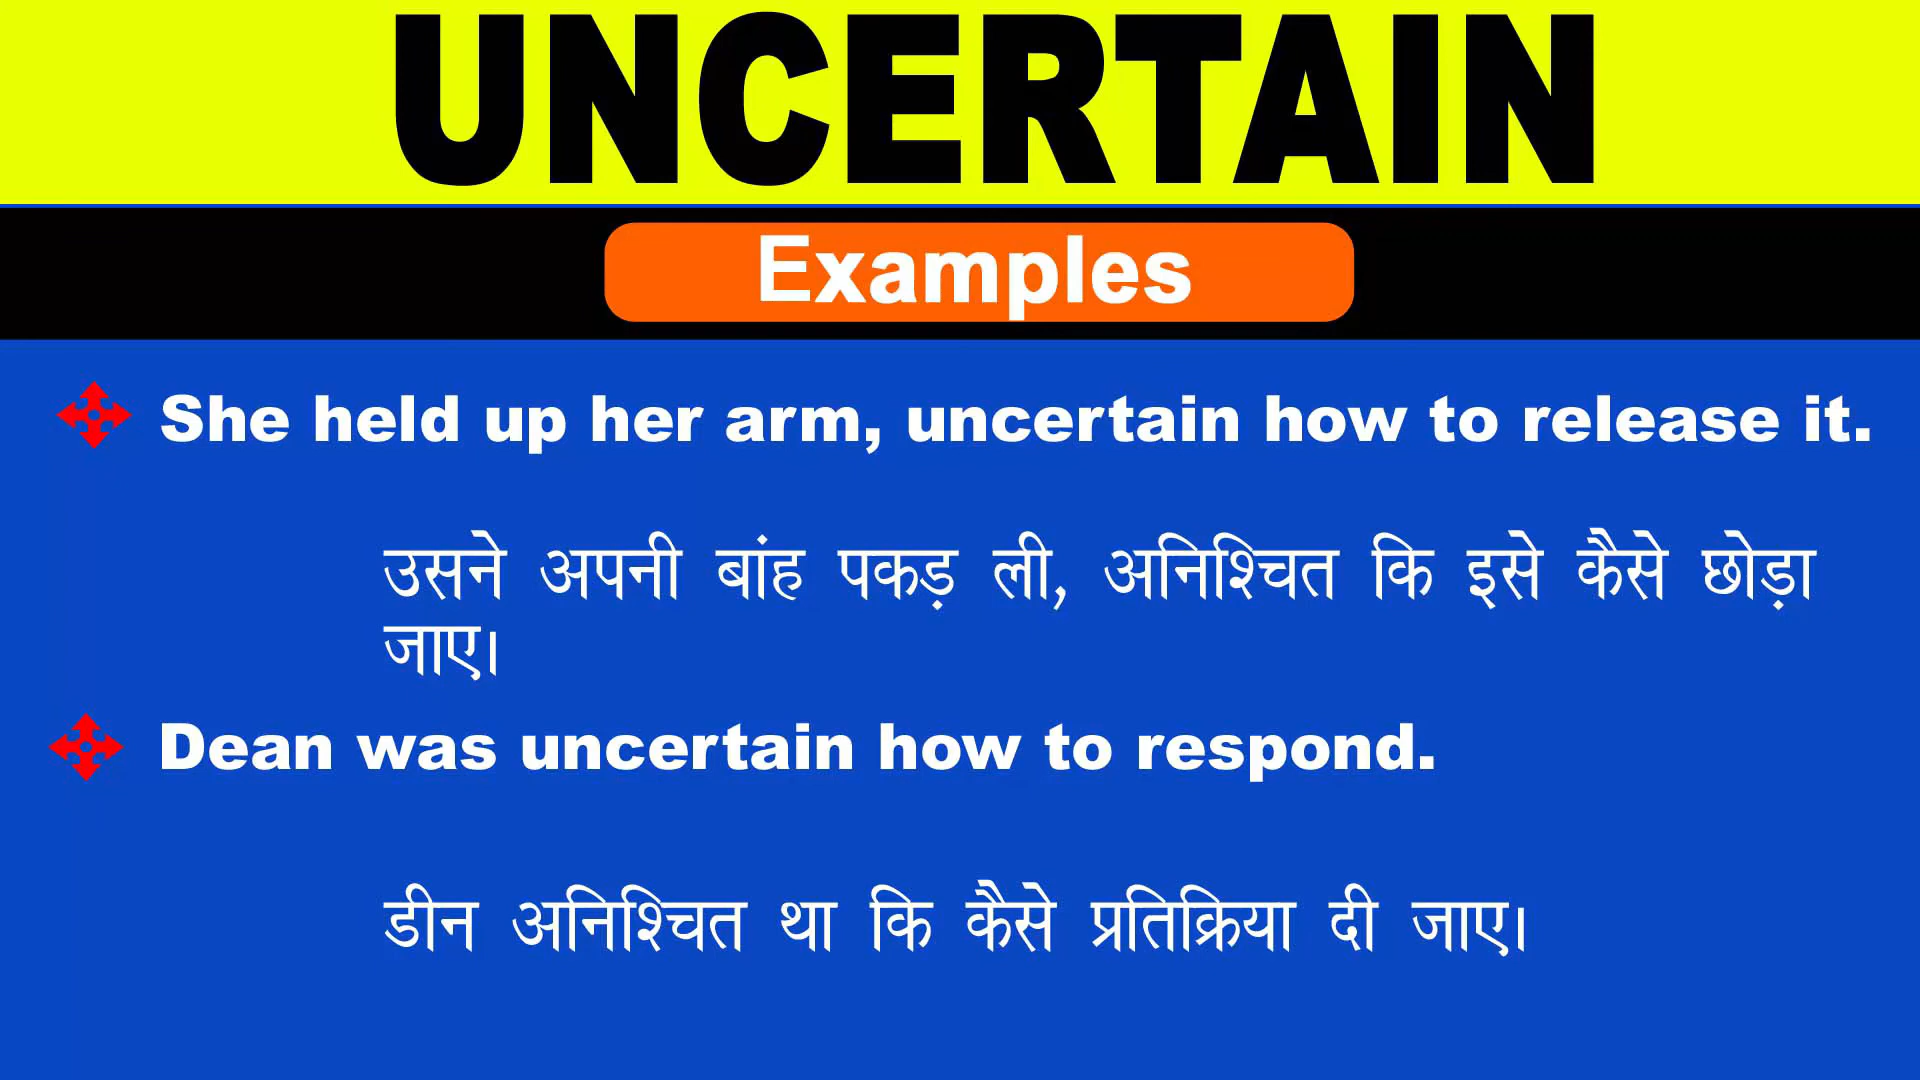 UNCERTAIN
Examples
She held up her arm, uncertain how to release it.
उसने अपनी बांह पकड़ ली, अनिश्चित कि इसे कैसे छोड़ा
जाए।
Dean was uncertain how to respond.
डीन अनिश्चित था कि कैसे प्रतिक्रिया दी जाए।